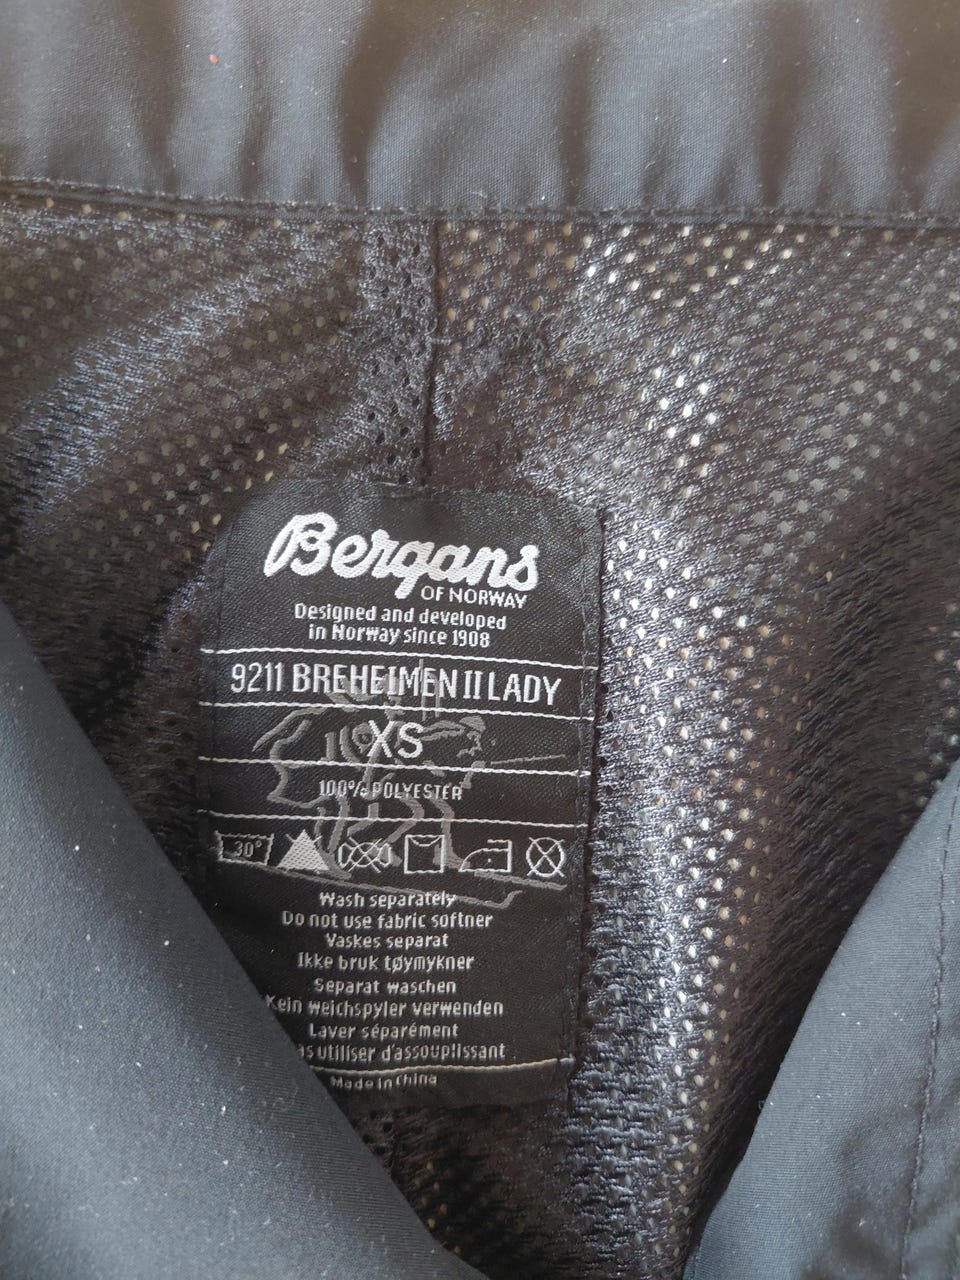 Bergans
OF NORWAY
Designed and developed
in Norway since 1908
9211 BREHEIMEN II LADY
XS
100% POLYESTER
30°
Wash separately
Do not use fabric softner
Vaskes separat
Ikke bruk tøymykner
Separat waschen
Kein weichspyler verwenden
Laver séparément
as utiliser d'assouplissant
Made in China